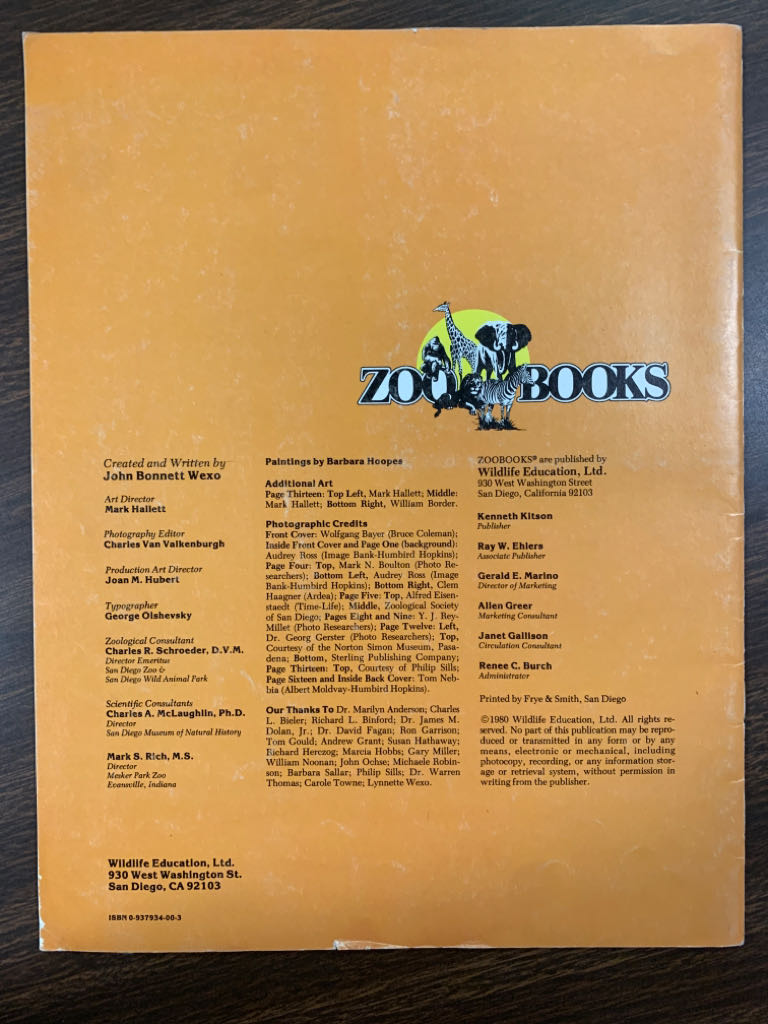 ZOOBOOKS
Created and Written by
John Bonnett Wexo
Art Director
Mark Hallett
Photography Editor
Charles Van Valkenburgh
Production Art Director
Joan M. Hubert
Typographer
George Olshevsky
Zoological Consultant
Charles R. Schroeder, D.V.M.
Director Emeritus
San Diego Zoo &
San Diego Wild Animal Park
Scientific Consultants
Charles A. McLaughlin, Ph.D.
Director
San Diego Museum of Natural History
Mark S. Rich, M.S.
Director
Mesker Park Zoo
Evansville, Indiana
Paintings by Barbara Hoopes
Additional Art
Page Thirteen: Top Left, Mark Hallett; Middle:
Mark Hallett; Bottom Right, William Border.
Photographic Credits
Front Cover: Wolfgang Bayer (Bruce Coleman);
Inside Front Cover and Page One (background):
Audrey Ross (Image Bank-Humbird Hopkins);
Page Four: Top, Mark N. Boulton (Photo Re-
searchers); Bottom Left, Audrey Ross (Image
Bank-Humbird Hopkins); Bottom Right, Clem
Haagner (Ardea); Page Five: Top, Alfred Eisen-
staedt (Time-Life); Middle, Zoological Society
of San Diego; Pages Eight and Nine: Y. J. Rey-
Millet (Photo Researchers); Page Twelve: Left,
Dr. Georg Gerster (Photo Researchers); Top,
Courtesy of the Norton Simon Museum, Pasa-
dena; Bottom, Sterling Publishing Company;
Page Thirteen: Top, Courtesy of Philip Sills;
Page Sixteen and Inside Back Cover: Tom Neb-
bia (Albert Moldvay-Humbird Hopkins).
Our Thanks To Dr. Marilyn Anderson; Charles
L. Bieler; Richard L. Binford; Dr. James M.
Dolan, Jr.; Dr. David Fagan; Ron Garrison;
Tom Gould; Andrew Grant; Susan Hathaway;
Richard Herczog; Marcia Hobbs; Gary Miller;
William Noonan; John Ochse; Michaele Robin-
son; Barbara Sallar; Philip Sills; Dr. Warren
Thomas; Carole Towne; Lynnette Wexo.
ZOOBOOKS® are published by
Wildlife Education, Ltd.
930 West Washington Street
San Diego, California 92103
Kenneth Kitson
Publisher
Ray W. Ehlers
Associate Publisher
Gerald E. Marino
Director of Marketing
Allen Greer
Marketing Consultant
Janet Gallison
Circulation Consultant
Renee C. Burch
Administrator
Printed by Frye & Smith, San Diego
©1980 Wildlife Education, Ltd. All rights re-
served. No part of this publication may be repro-
duced or transmitted in any form or by any
means, electronic or mechanical, including
photocopy, recording, or any information stor-
age or retrieval system, without permission in
writing from the publisher.
Wildlife Education, Ltd.
930 West Washington St.
San Diego, CA 92103
ISBN 0-937934-00-3